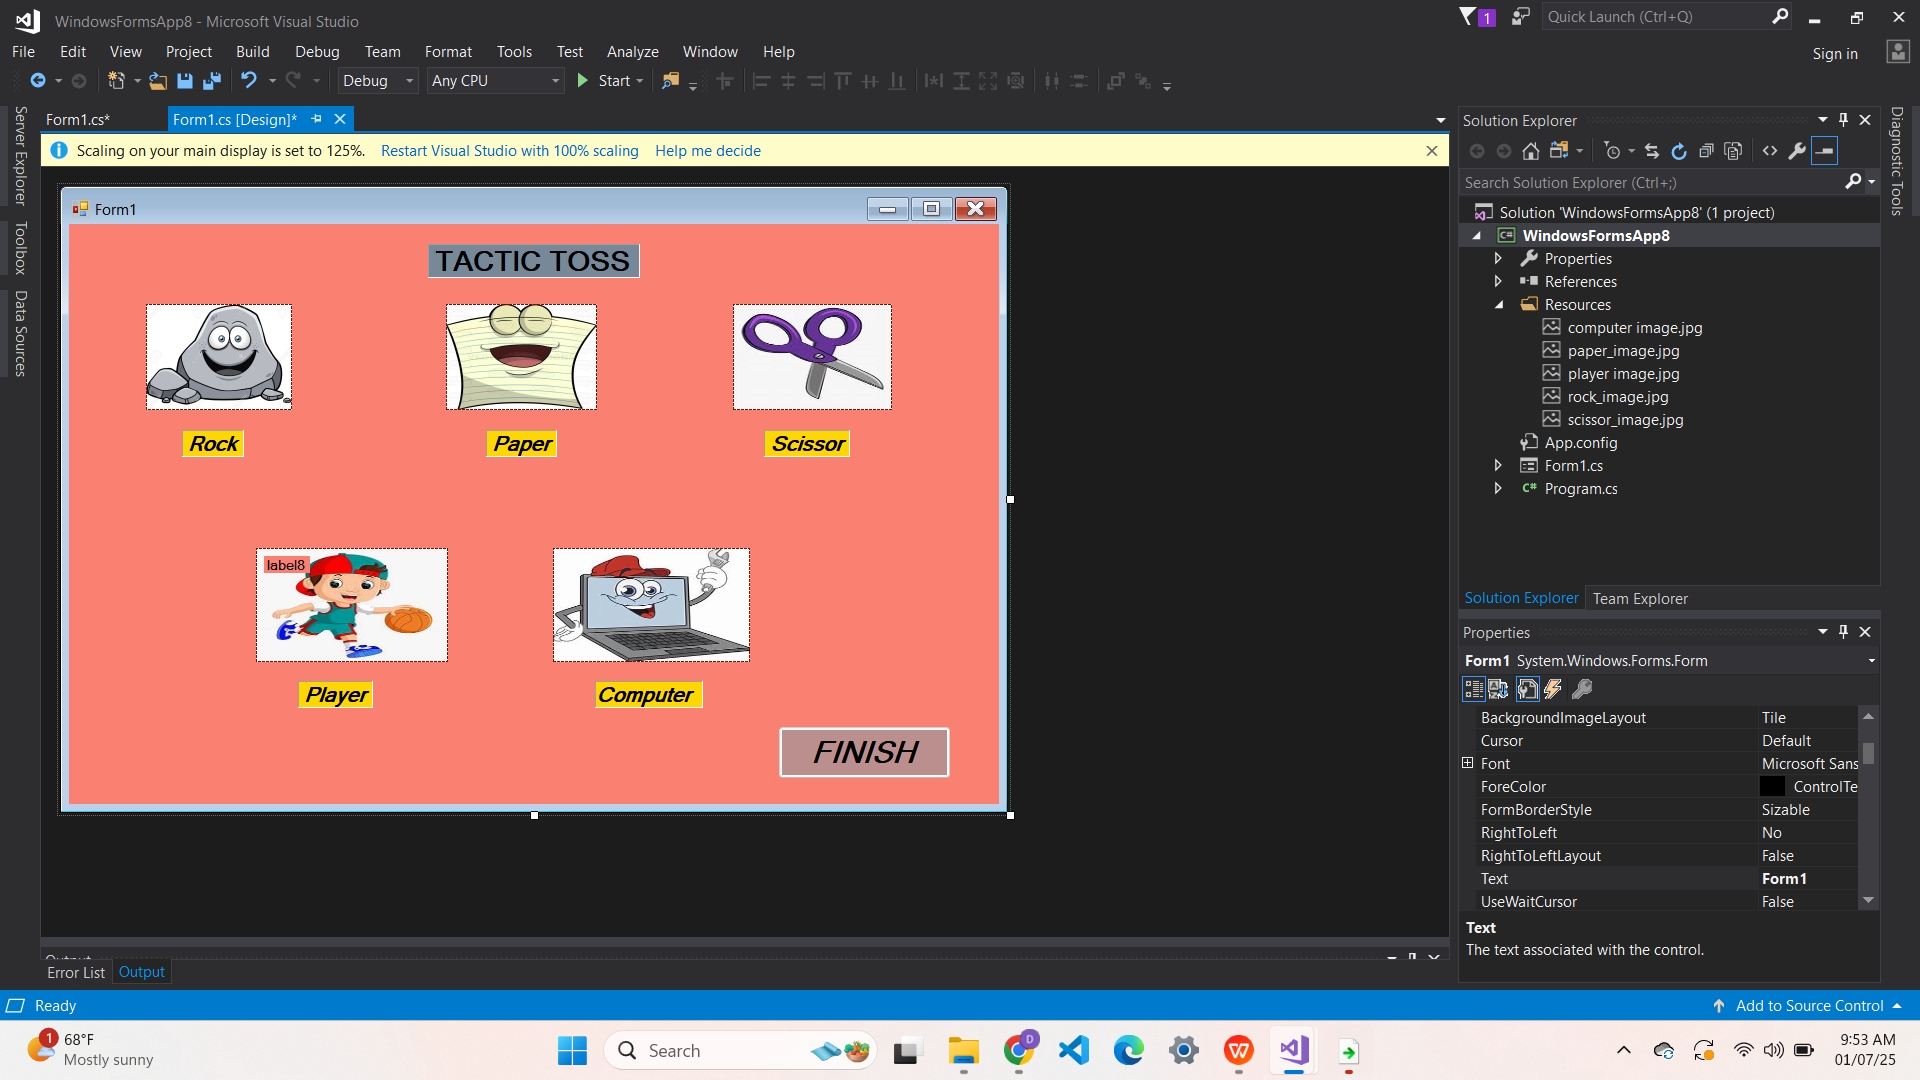 WindowsFormsApp8 - Microsoft Visual Studio
1
Quick Launch (Ctrl+Q)
File Edit View Project Build Debug Team Format Tools Test Analyze Window Help
Sign in
Debug Any CPU Start
Server Explorer
Toolbox
Data Sources
Form1.cs* Form1.cs [Design]*
Scaling on your main display is set to 125%. Restart Visual Studio with 100% scaling Help me decide
Form1
TACTIC TOSS
Rock Paper Scissor
label8
Player Computer
FINISH
Solution Explorer
Search Solution Explorer (Ctrl+;)
Solution 'WindowsFormsApp8' (1 project)
C# WindowsFormsApp8
Properties
References
Resources
computer image.jpg
paper_image.jpg
player image.jpg
rock_image.jpg
scissor_image.jpg
App.config
Form1.cs
C# Program.cs
Solution Explorer Team Explorer
Diagnostic Tools
Properties
Form1 System.Windows.Forms.Form
BackgroundImageLayout Tile
Cursor Default
Font Microsoft Sans
ForeColor ControlTe
FormBorderStyle Sizable
RightToLeft No
RightToLeftLayout False
Text Form1
UseWaitCursor False
Text
The text associated with the control.
Output
Error List Output
Ready
Add to Source Control
1
68°F
Mostly sunny
Search
D
9:53 AM
01/07/25